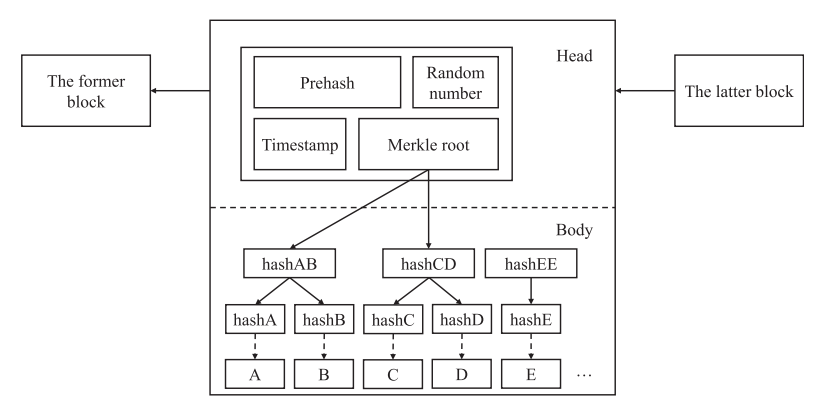 Head
The former
block
Prehash
Random
number
The latter block
Timestamp
Merkle root
Body
hashAB
hashCD
hashEE
hashA
hashB
hashC
hashD
hashE
A
B
C
D
E
...